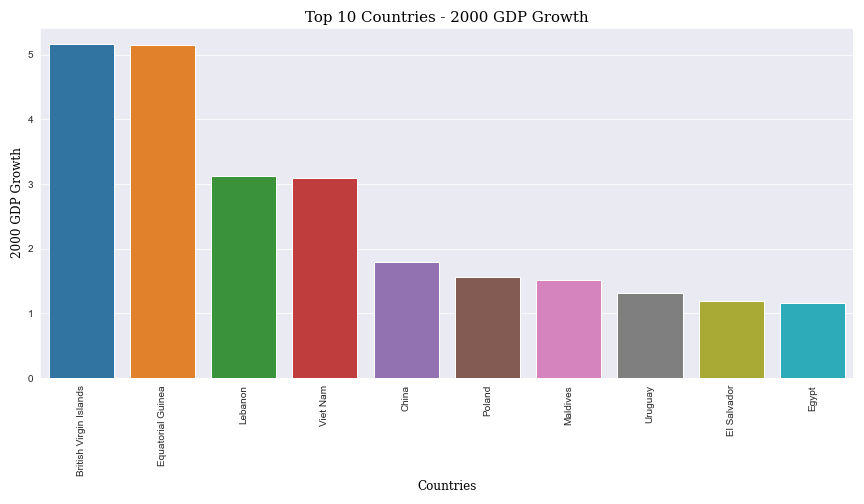 Top 10 Countries - 2000 GDP Growth
2000 GDP Growth
5
4
3
2
1
0
British Virgin Islands
Equatorial Guinea
Lebanon
Viet Nam
China
Poland
Maldives
Uruguay
El Salvador
Egypt
Countries